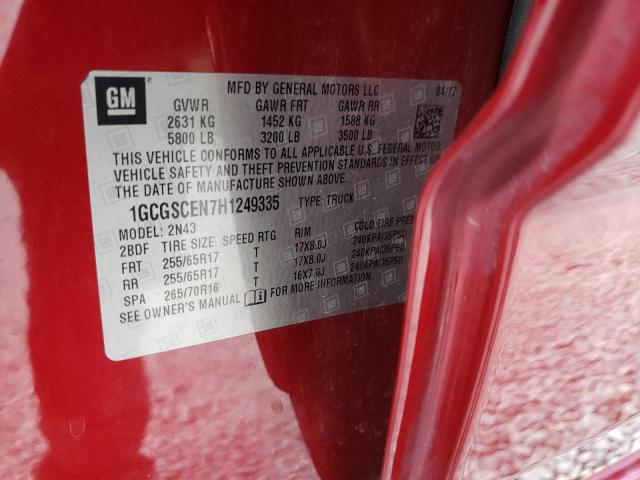 GM
MFD BY GENERAL MOTORS LLC 04/17
GVWR GAWR FRT GAWR RR
2631 KG 1452 KG 1588 KG
5800 LB 3200 LB 3500 LB
THIS VEHICLE CONFORMS TO ALL APPLICABLE U.S. FEDERAL MOTOR
VEHICLE SAFETY AND THEFT PREVENTION STANDARDS IN EFFECT ON
THE DATE OF MANUFACTURE SHOWN ABOVE.
1GCGSCEN7H1249335 TYPE: TRUCK
MODEL: 2N43
2BDF TIRE SIZE SPEED RTG RIM COLD TIRE PRES
FRT 255/65R17 T 17X8.0J 240KPA/35PSI
RR 255/65R17 T 17X8.0J 240KPA/35PSI
SPA 265/70R16 T 16X7.0J 240KPA/35PSI
SEE OWNER'S MANUAL FOR MORE INFORMATION.